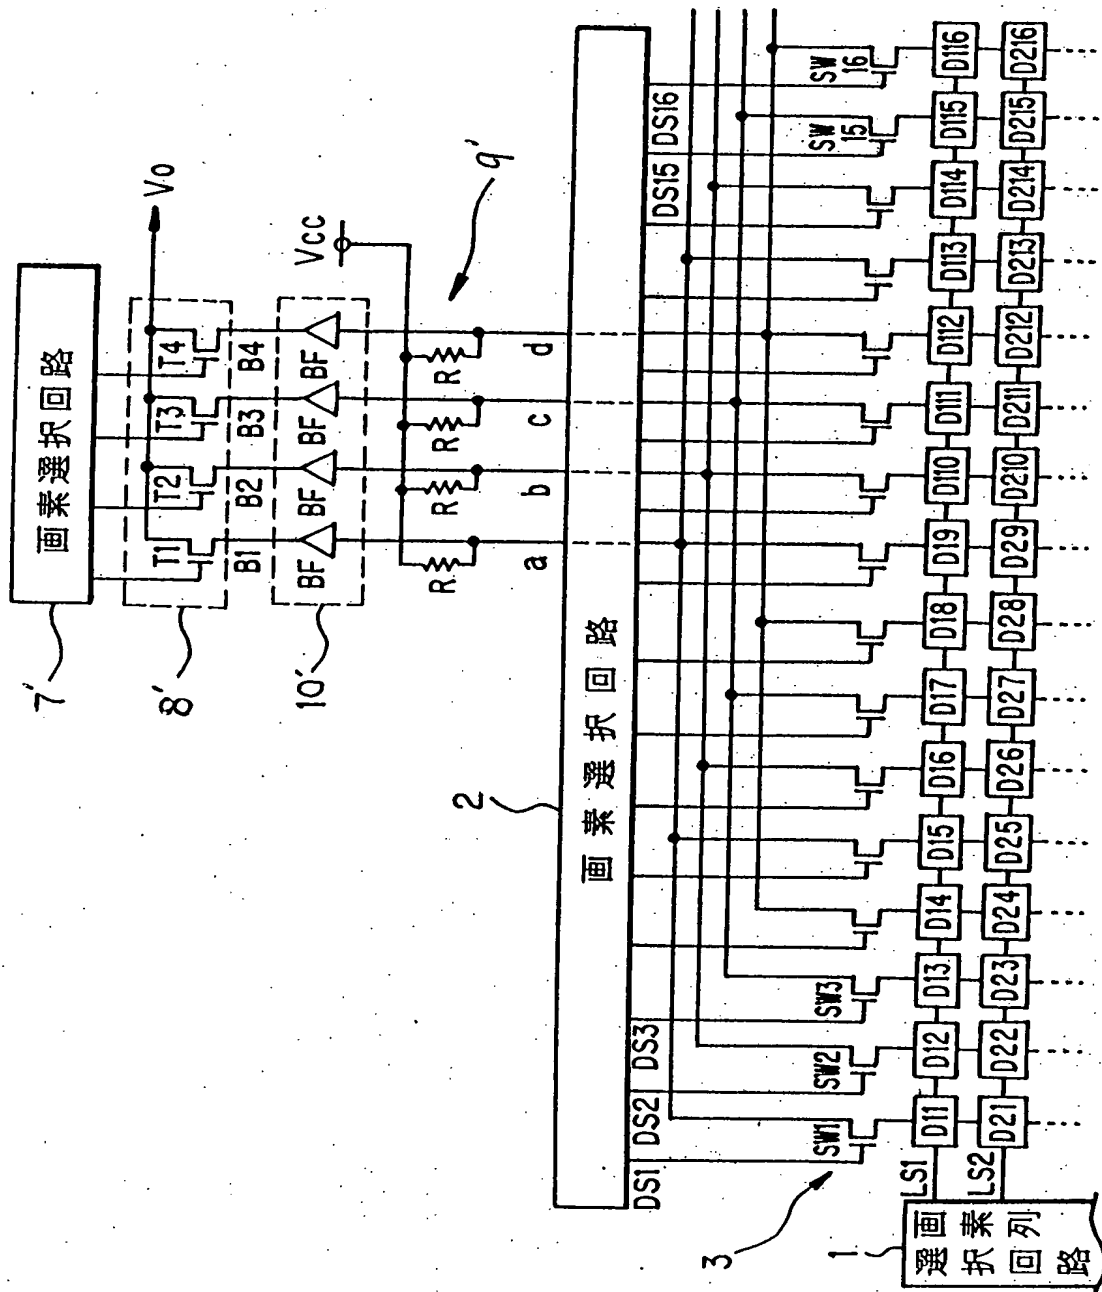 画素選択回路
7'
T1 T2 T3 T4
Vo
8'
B1 B2 B3 B4
BF BF BF BF
10'
Vcc
9'
R R R R
a b c d
2
画素選択回路
DS1 DS2 DS3 DS15 DS16
SW1 SW2 SW3
SW
15
SW
16
3
1
画素列
選択回路
LS1
D11 D12 D13 D14 D15 D16 D17 D18 D19 D110 D111 D112 D113 D114 D115 D116
LS2
D21 D22 D23 D24 D25 D26 D27 D28 D29 D210 D211 D212 D213 D214 D215 D216